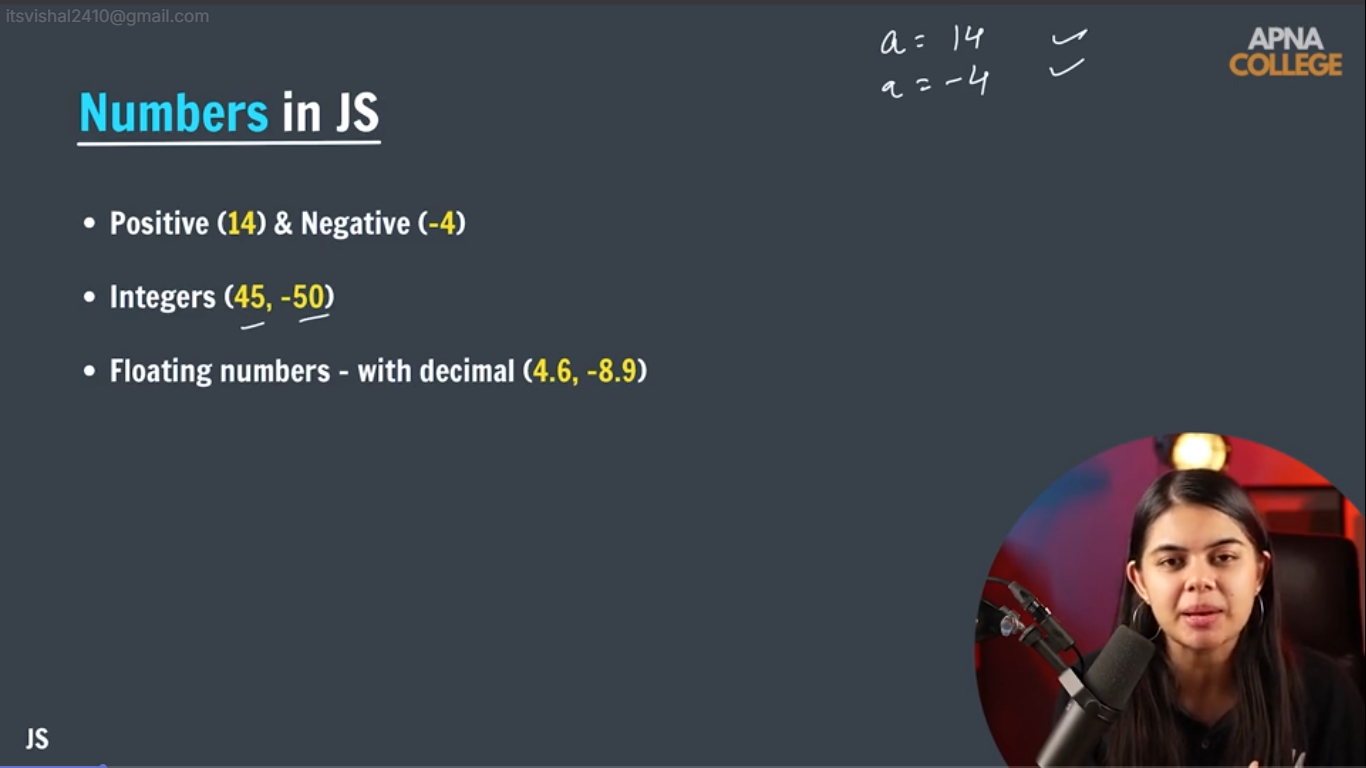 itsvishal2410@gmail.com
a = 14
a = -4
APNA
COLLEGE
Numbers in JS
• Positive (14) & Negative (-4)
• Integers (45, -50)
• Floating numbers - with decimal (4.6, -8.9)
JS